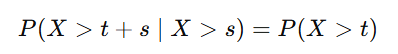 P(X > t + s | X > s) = P(X > t)